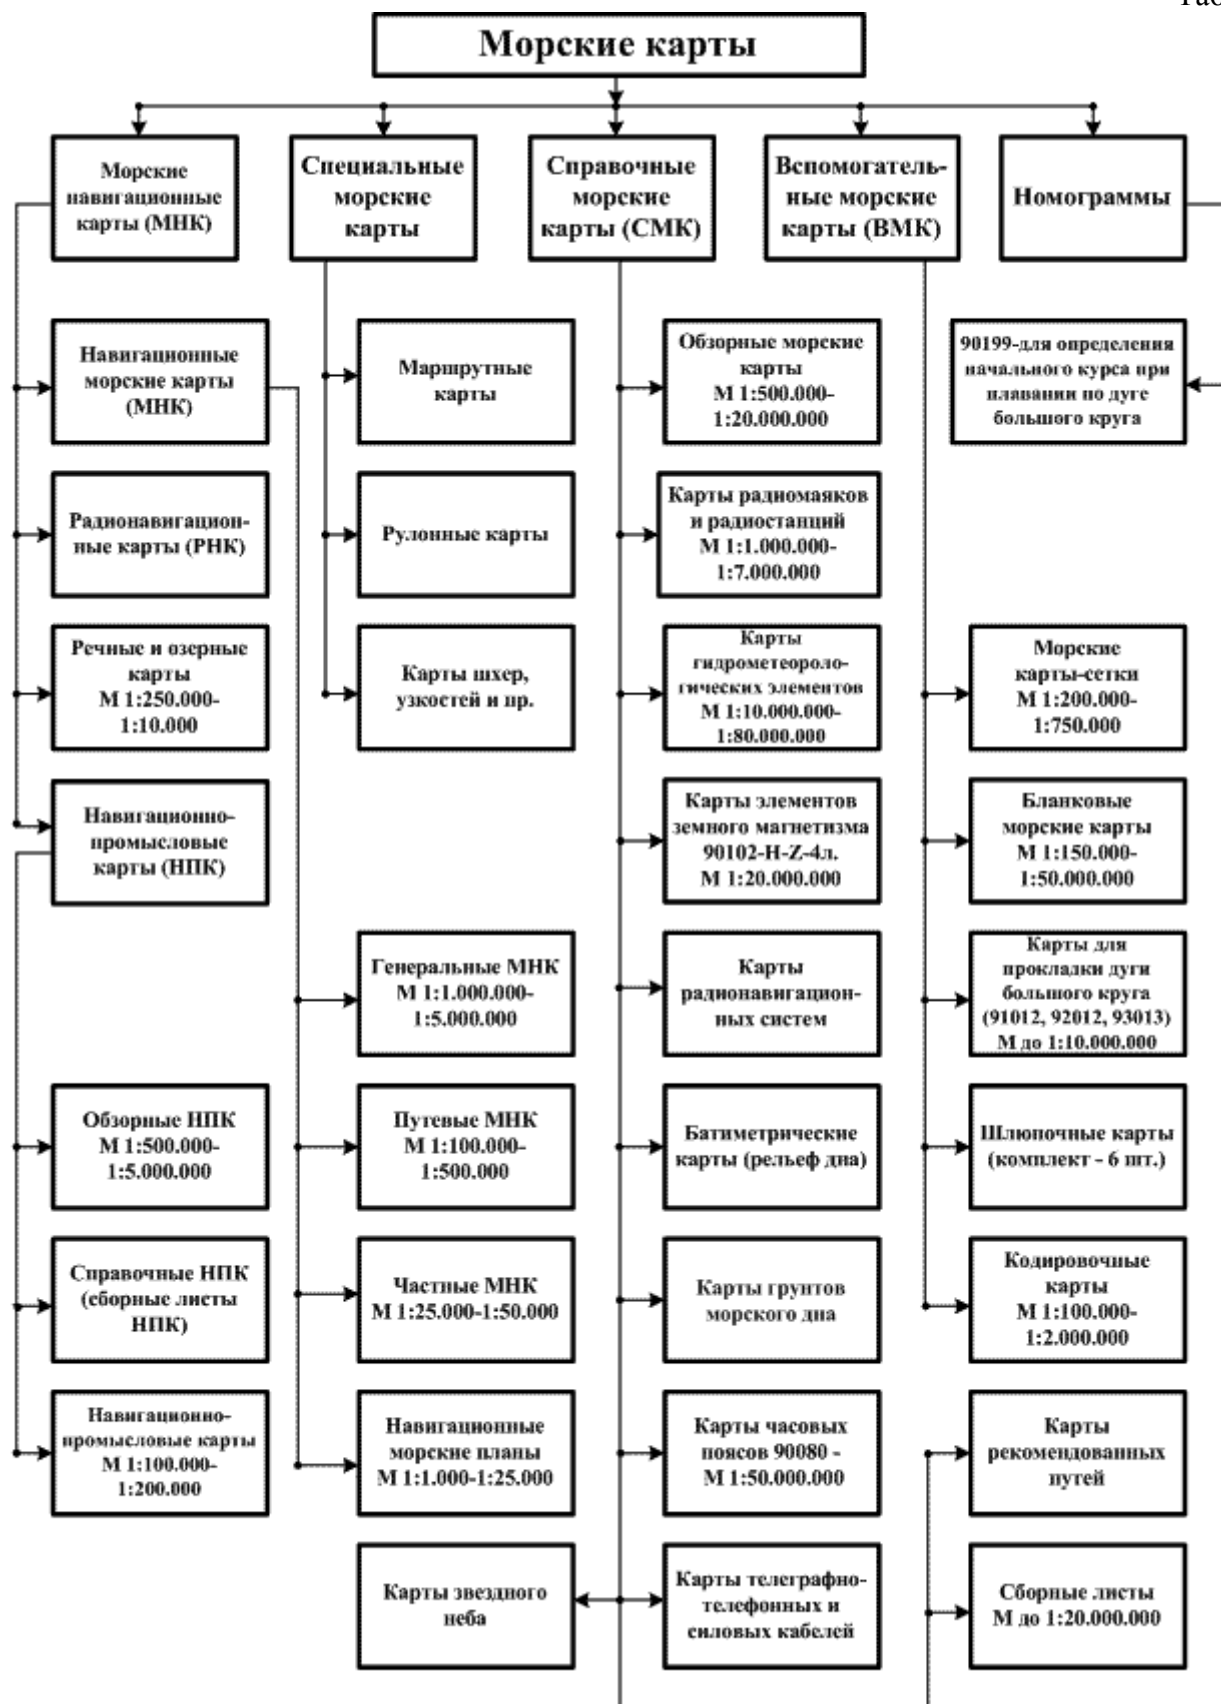 Таб
Морские карты
Морские
навигационные
карты (МНК)
Специальные
морские
карты
Справочные
морские
карты (СМК)
Вспомогатель-
ные морские
карты (ВМК)
Номограммы
Навигационные
морские карты
(МНК)
Маршрутные
карты
Обзорные морские
карты
М 1:500.000-
1:20.000.000
90199-для определения
начального курса при
плавании по дуге
большого круга
Радионавигацион-
ные карты (РНК)
Рулонные карты
Карты радиомаяков
и радиостанций
М 1:1.000.000-
1:7.000.000
Речные и озерные
карты
М 1:250.000-
1:10.000
Карты шхер,
узкостей и пр.
Карты
гидрометеороло-
гических элементов
М 1:10.000.000-
1:80.000.000
Морские
карты-сетки
М 1:200.000-
1:750.000
Навигационно-
промысловые
карты (НПК)
Карты элементов
земного магнетизма
90102-Н-Z-4л.
М 1:20.000.000
Бланковые
морские карты
М 1:150.000-
1:50.000.000
Генеральные МНК
М 1:1.000.000-
1:5.000.000
Карты
радионавигацион-
ных систем
Карты для
прокладки дуги
большого круга
(91012, 92012, 93013)
М до 1:10.000.000
Обзорные НПК
М 1:500.000-
1:5.000.000
Путевые МНК
М 1:100.000-
1:500.000
Батиметрические
карты (рельеф дна)
Шлюпочные карты
(комплект - 6 шт.)
Справочные НПК
(сборные листы
НПК)
Частные МНК
М 1:25.000-1:50.000
Карты грунтов
морского дна
Кодировочные
карты
М 1:100.000-
1:2.000.000
Навигационно-
промысловые карты
М 1:100.000-
1:200.000
Навигационные
морские планы
М 1:1.000-1:25.000
Карты часовых
поясов 90080 -
М 1:50.000.000
Карты
рекомендованных
путей
Карты звездного
неба
Карты телеграфно-
телефонных и
силовых кабелей
Сборные листы
М до 1:20.000.000